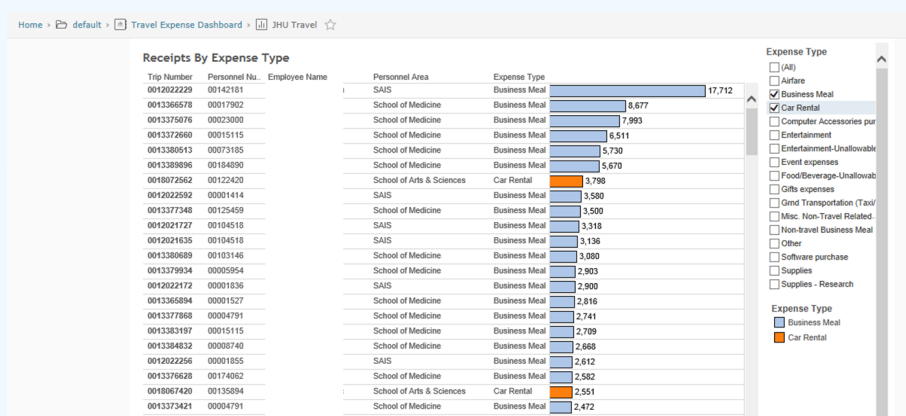 Home › default › Travel Expense Dashboard › JHU Travel
Receipts By Expense Type
Trip Number Personnel Nu.. Employee Name Personnel Area Expense Type
0012022229 00142181 SAIS Business Meal 17,712
0013366578 00017902 School of Medicine Business Meal 8,677
0013375076 00023000 School of Medicine Business Meal 7,993
0013372660 00015115 School of Medicine Business Meal 6,511
0013380513 00073185 School of Medicine Business Meal 5,730
0013389896 00184890 School of Medicine Business Meal 5,670
0018072562 00122420 School of Arts & Sciences Car Rental 3,798
0012022592 00001414 SAIS Business Meal 3,580
0013377348 00125459 School of Medicine Business Meal 3,500
0012021727 00104518 SAIS Business Meal 3,318
0012021635 00104518 SAIS Business Meal 3,136
0013380689 00103146 School of Medicine Business Meal 3,080
0013379934 00005954 School of Medicine Business Meal 2,903
0012022172 00001836 SAIS Business Meal 2,900
0013365894 00001527 School of Medicine Business Meal 2,816
0013377868 00004791 School of Medicine Business Meal 2,741
0013383197 00015115 School of Medicine Business Meal 2,709
0013384832 00008740 School of Medicine Business Meal 2,668
0012022256 00001855 SAIS Business Meal 2,612
0013376628 00174062 School of Medicine Business Meal 2,582
0018067420 00135894 School of Arts & Sciences Car Rental 2,551
0013373421 00004791 School of Medicine Business Meal 2,472
Expense Type
(All)
Airfare
Business Meal
Car Rental
Computer Accessories pur
Entertainment
Entertainment-Unallowable
Event expenses
Food/Beverage-Unallowab
Gifts expenses
Grnd Transportation (Taxi/
Misc. Non-Travel Related
Non-travel Business Meal
Other
Software purchase
Supplies
Supplies - Research
Expense Type
Business Meal
Car Rental